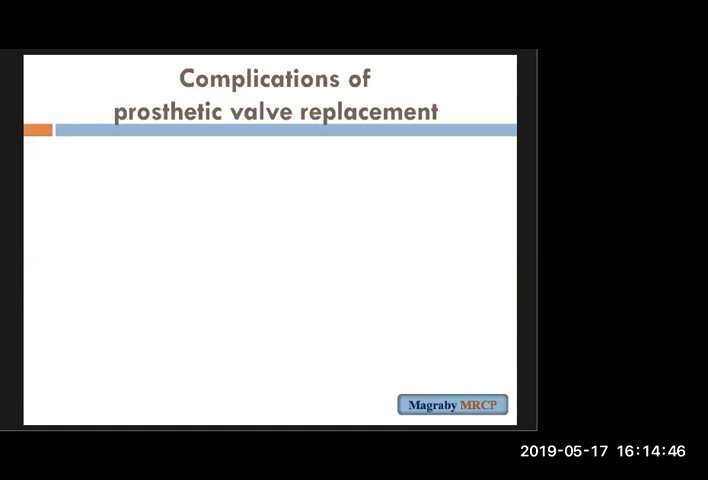 Complications of
prosthetic valve replacement
Magraby MRCP
2019-05-17 16:14:46